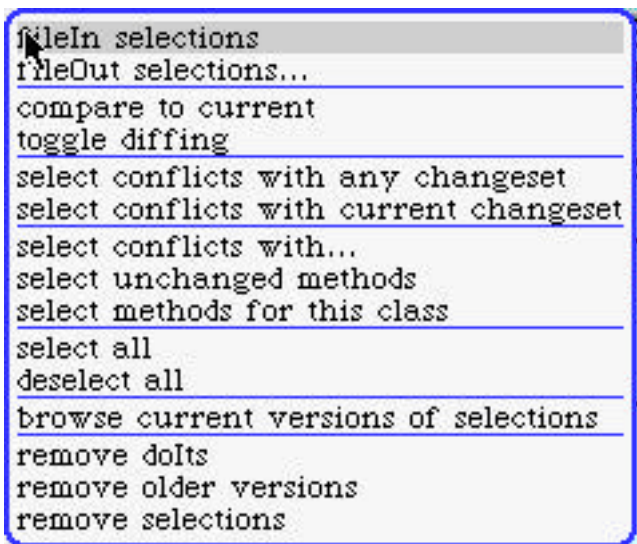 fileIn selections
fileOut selections...
compare to current
toggle diffing
select conflicts with any changeset
select conflicts with current changeset
select conflicts with...
select unchanged methods
select methods for this class
select all
deselect all
browse current versions of selections
remove doIts
remove older versions
remove selections